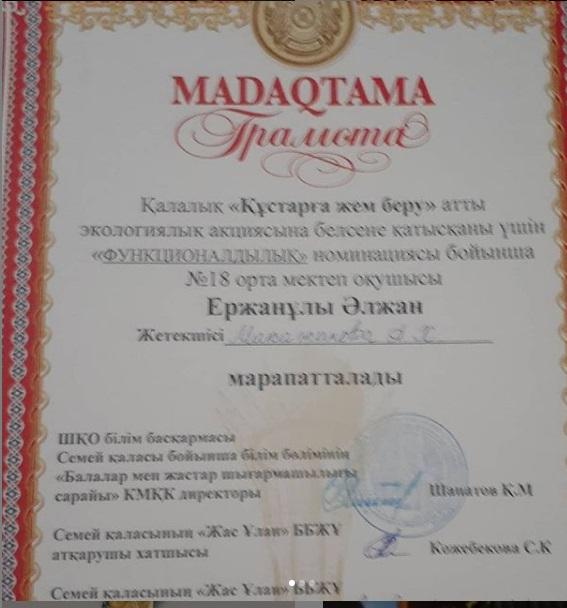 MADAQTAMA
Грамота
Қалалық «Құстарға жем беру» атты
экологиялық акциясына белсене қатысқаны үшін
«ФУНКЦИОНАЛДЫЛЫҚ» номинациясы бойынша
№18 орта мектеп оқушысы
Ержанұлы Әлжан
Жетекшісі
марапатталады
ШҚО білім басқармасы
Семей қаласы бойынша білім бөлімінің
«Балалар мен жастар шығармашылығы
сарайы» КМҚК директоры Шапатов Қ.М
Семей қаласының «Жас Ұлан» ББЖҰ
атқарушы хатшысы Кожебекова С.К
Семей қаласының «Жас Ұлан» ББЖҰ